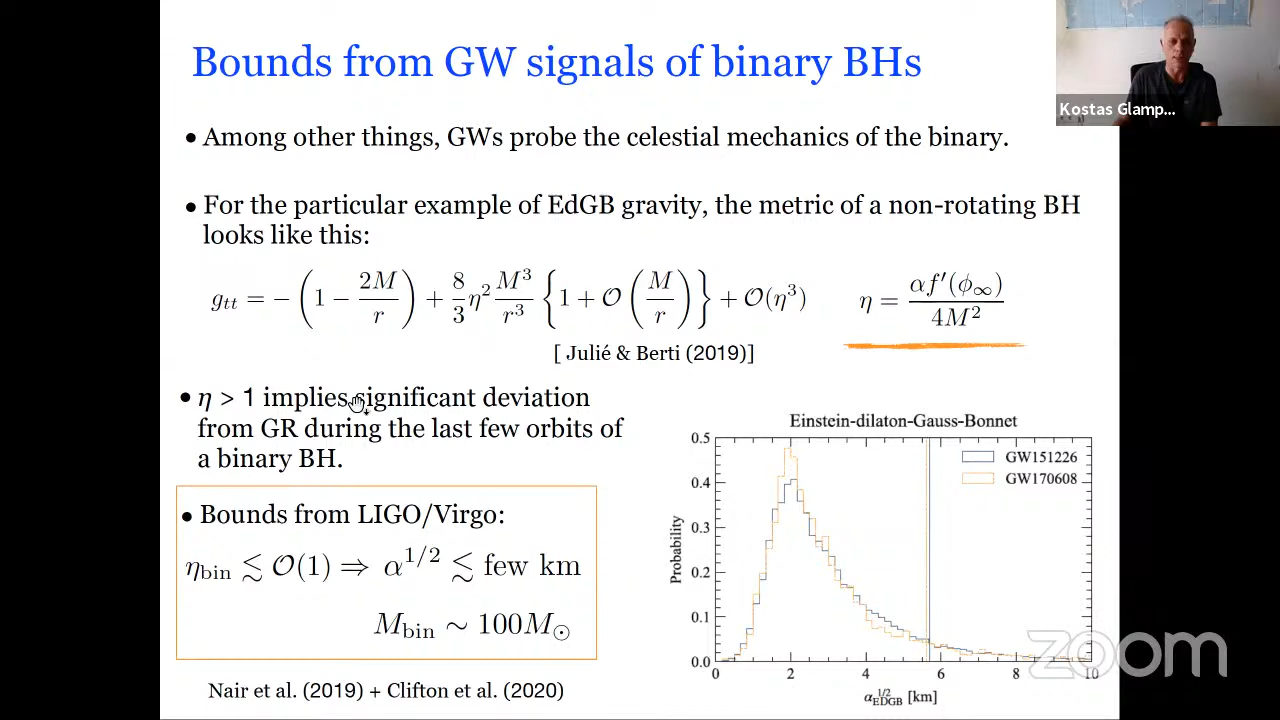 Bounds from GW signals of binary BHs
Kostas Glamp...
• Among other things, GWs probe the celestial mechanics of the binary.
• For the particular example of EdGB gravity, the metric of a non-rotating BH
looks like this:
g_tt = −(1 − 2M/r) + 8/3 η² M³/r³ {1 + O(M/r)} + O(η³)    η = αf′(ϕ∞)/4M²
[ Julié & Berti (2019)]
• η > 1 implies significant deviation
from GR during the last few orbits of
a binary BH.
• Bounds from LIGO/Virgo:
η_bin ≲ O(1) ⇒ α^1/2 ≲ few km
M_bin ∼ 100M⊙
Nair et al. (2019) + Clifton et al. (2020)
Einstein-dilaton-Gauss-Bonnet
GW151226
GW170608
Probability
0.5
0.4
0.3
0.2
0.1
0.0
0 2 4 6 8 10
α^1/2_EDGB [km]
zoom